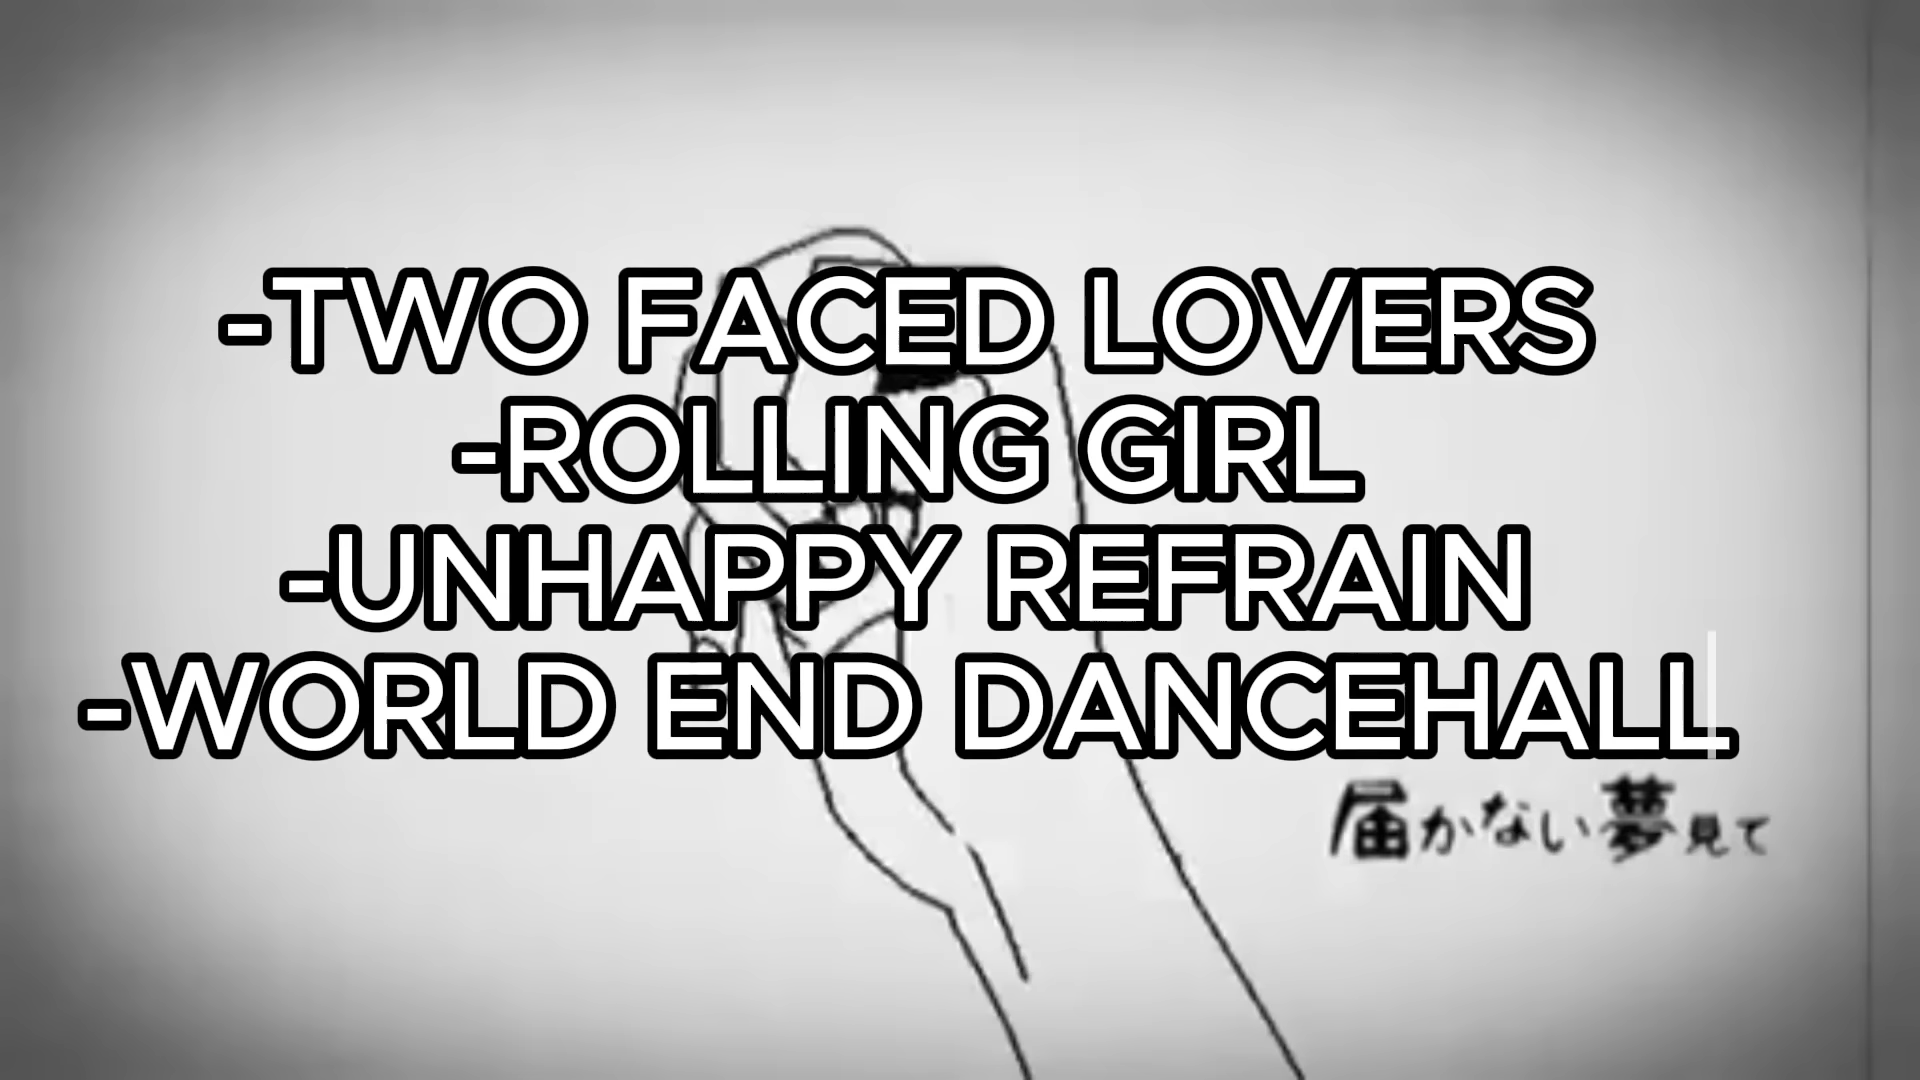 -TWO FACED LOVERS
-ROLLING GIRL
-UNHAPPY REFRAIN
-WORLD END DANCEHALL
届かない夢見て